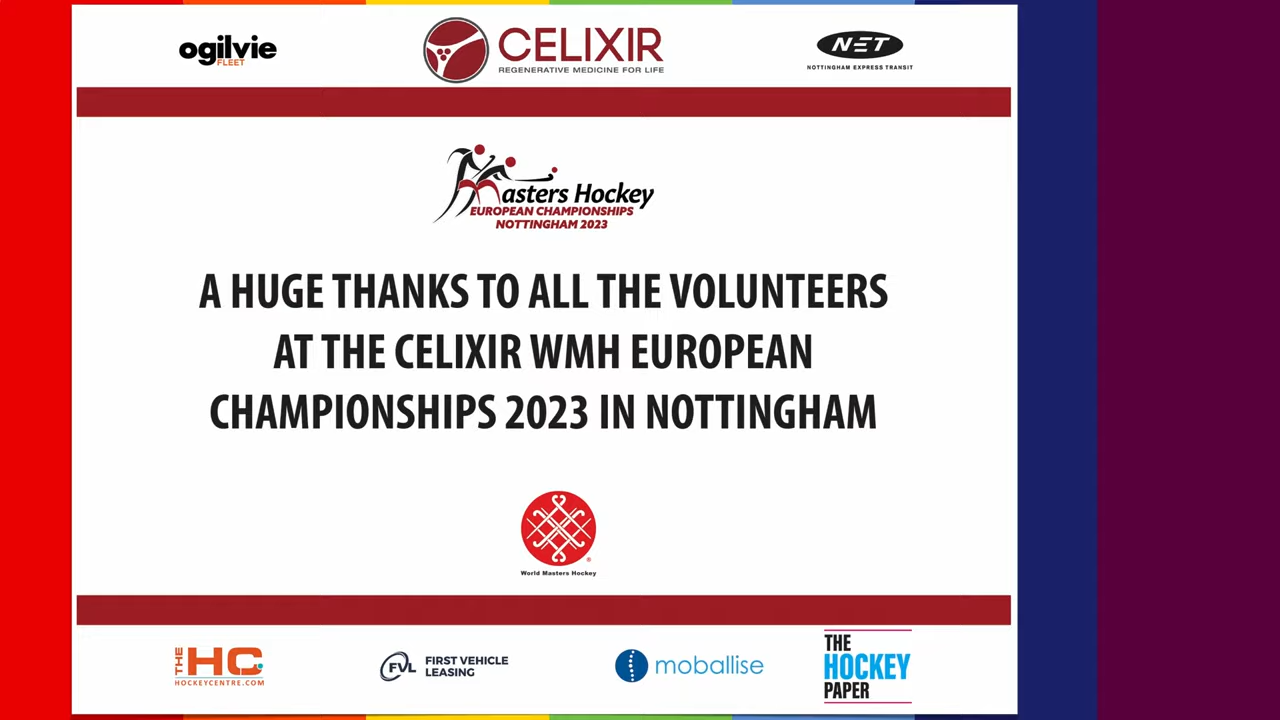 ogilvie
FLEET
CELIXIR
REGENERATIVE MEDICINE FOR LIFE
NET
NOTTINGHAM EXPRESS TRANSIT
Masters Hockey
EUROPEAN CHAMPIONSHIPS
NOTTINGHAM 2023
A HUGE THANKS TO ALL THE VOLUNTEERS
AT THE CELIXIR WMH EUROPEAN
CHAMPIONSHIPS 2023 IN NOTTINGHAM
®
World Masters Hockey
THE HC
HOCKEYCENTRE.COM
FVL
FIRST VEHICLE
LEASING
moballise
THE
HOCKEY
PAPER